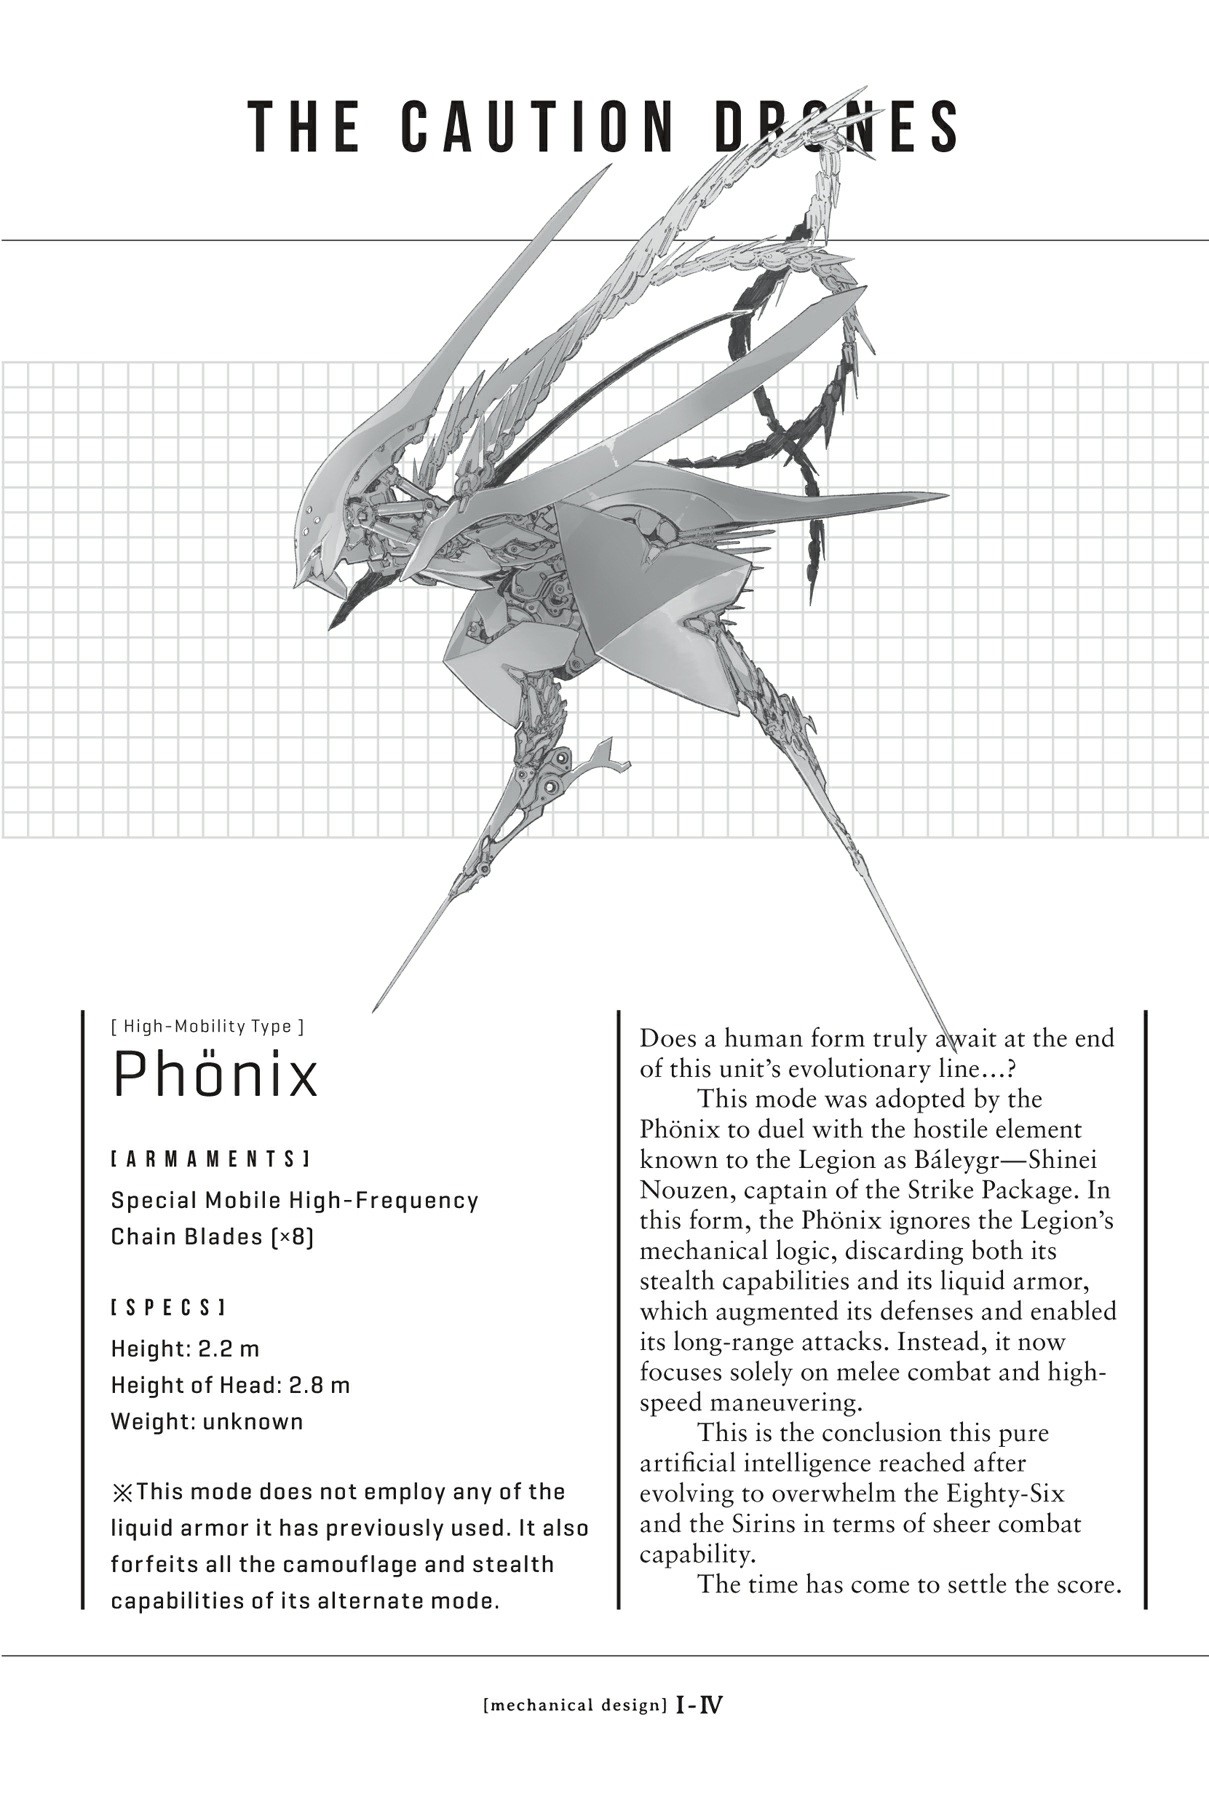 THE CAUTION DRONES
[ High-Mobility Type ]
Phönix
[ARMAMENTS]
Special Mobile High-Frequency
Chain Blades (×8)
[SPECS]
Height: 2.2 m
Height of Head: 2.8 m
Weight: unknown
※This mode does not employ any of the
liquid armor it has previously used. It also
forfeits all the camouflage and stealth
capabilities of its alternate mode.
Does a human form truly await at the end
of this unit’s evolutionary line…?
This mode was adopted by the
Phönix to duel with the hostile element
known to the Legion as Báleygr—Shinei
Nouzen, captain of the Strike Package. In
this form, the Phönix ignores the Legion’s
mechanical logic, discarding both its
stealth capabilities and its liquid armor,
which augmented its defenses and enabled
its long-range attacks. Instead, it now
focuses solely on melee combat and high-
speed maneuvering.
This is the conclusion this pure
artificial intelligence reached after
evolving to overwhelm the Eighty-Six
and the Sirins in terms of sheer combat
capability.
The time has come to settle the score.
[mechanical design] I-IV